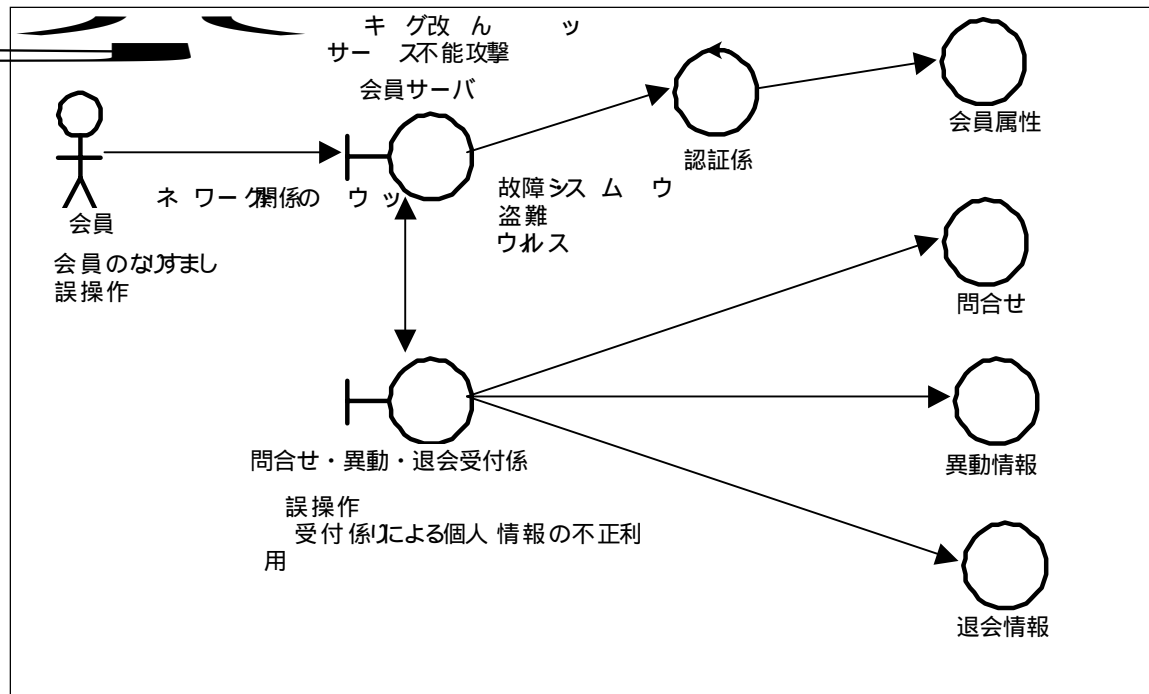 キ グ改 ん ッ
サー ス不能攻撃
会員サーバ
会員属性
認証係
ネ ワーク関係の ウ ッ
故障システム ウ
盗難
ウイルス
会員
会員のなりすまし
誤操作
問合せ
問合せ・異動・退会受付係
異動情報
誤操作
受付係りによる個人 情報の不正利
用
退会情報